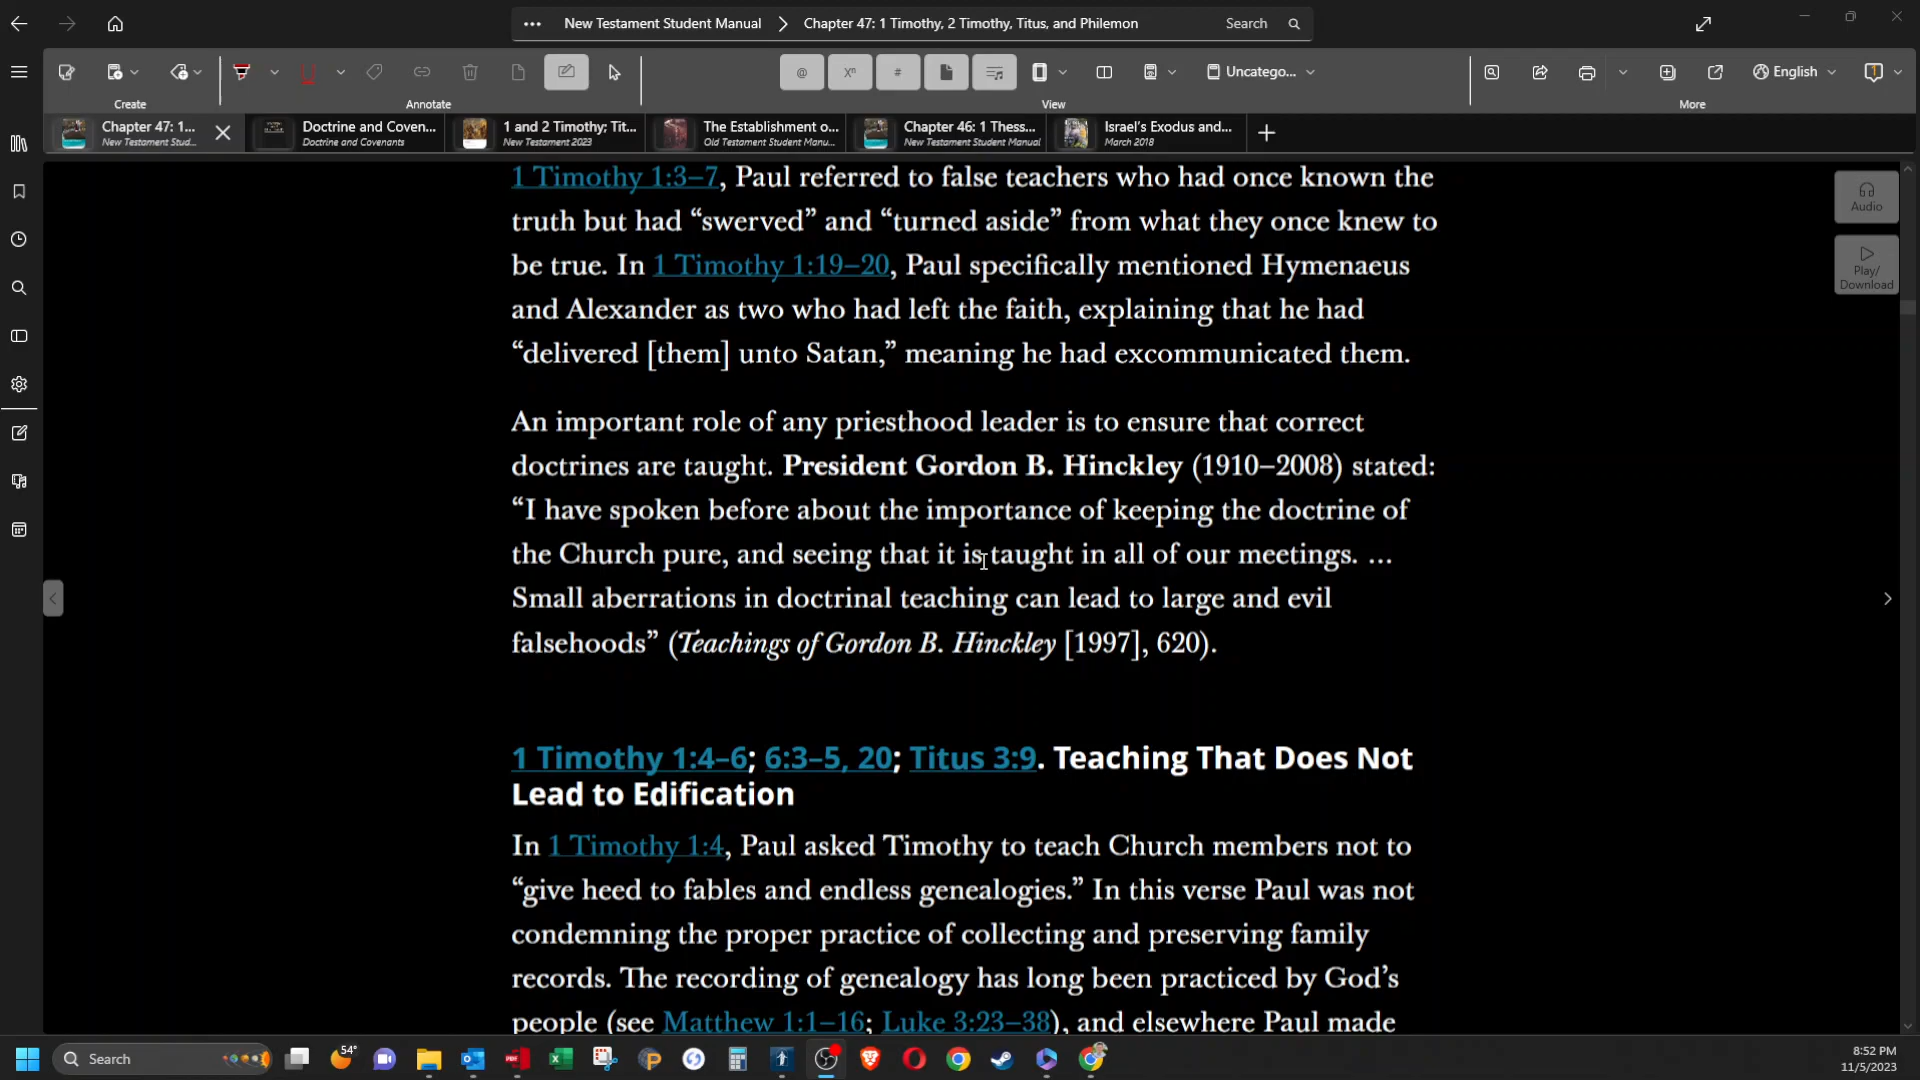 New Testament Student Manual > Chapter 47: 1 Timothy, 2 Timothy, Titus, and Philemon Search
Uncatego...
English
1
Create
Annotate
View
More
Chapter 47: 1...
New Testament Stud...
Doctrine and Coven...
Doctrine and Covenants
1 and 2 Timothy; Tit...
New Testament 2023
The Establishment o...
Old Testament Student Manu...
Chapter 46: 1 Thess...
New Testament Student Manual
Israel's Exodus and...
March 2018
Audio
Play/
Download
1 Timothy 1:3–7, Paul referred to false teachers who had once known the
truth but had “swerved” and “turned aside” from what they once knew to
be true. In 1 Timothy 1:19–20, Paul specifically mentioned Hymenaeus
and Alexander as two who had left the faith, explaining that he had
“delivered [them] unto Satan,” meaning he had excommunicated them.
An important role of any priesthood leader is to ensure that correct
doctrines are taught. President Gordon B. Hinckley (1910–2008) stated:
“I have spoken before about the importance of keeping the doctrine of
the Church pure, and seeing that it is taught in all of our meetings. …
Small aberrations in doctrinal teaching can lead to large and evil
falsehoods” (Teachings of Gordon B. Hinckley [1997], 620).
1 Timothy 1:4–6; 6:3–5, 20; Titus 3:9. Teaching That Does Not
Lead to Edification
In 1 Timothy 1:4, Paul asked Timothy to teach Church members not to
“give heed to fables and endless genealogies.” In this verse Paul was not
condemning the proper practice of collecting and preserving family
records. The recording of genealogy has long been practiced by God’s
people (see Matthew 1:1–16; Luke 3:23–38), and elsewhere Paul made
Search
54°
8:52 PM
11/5/2023